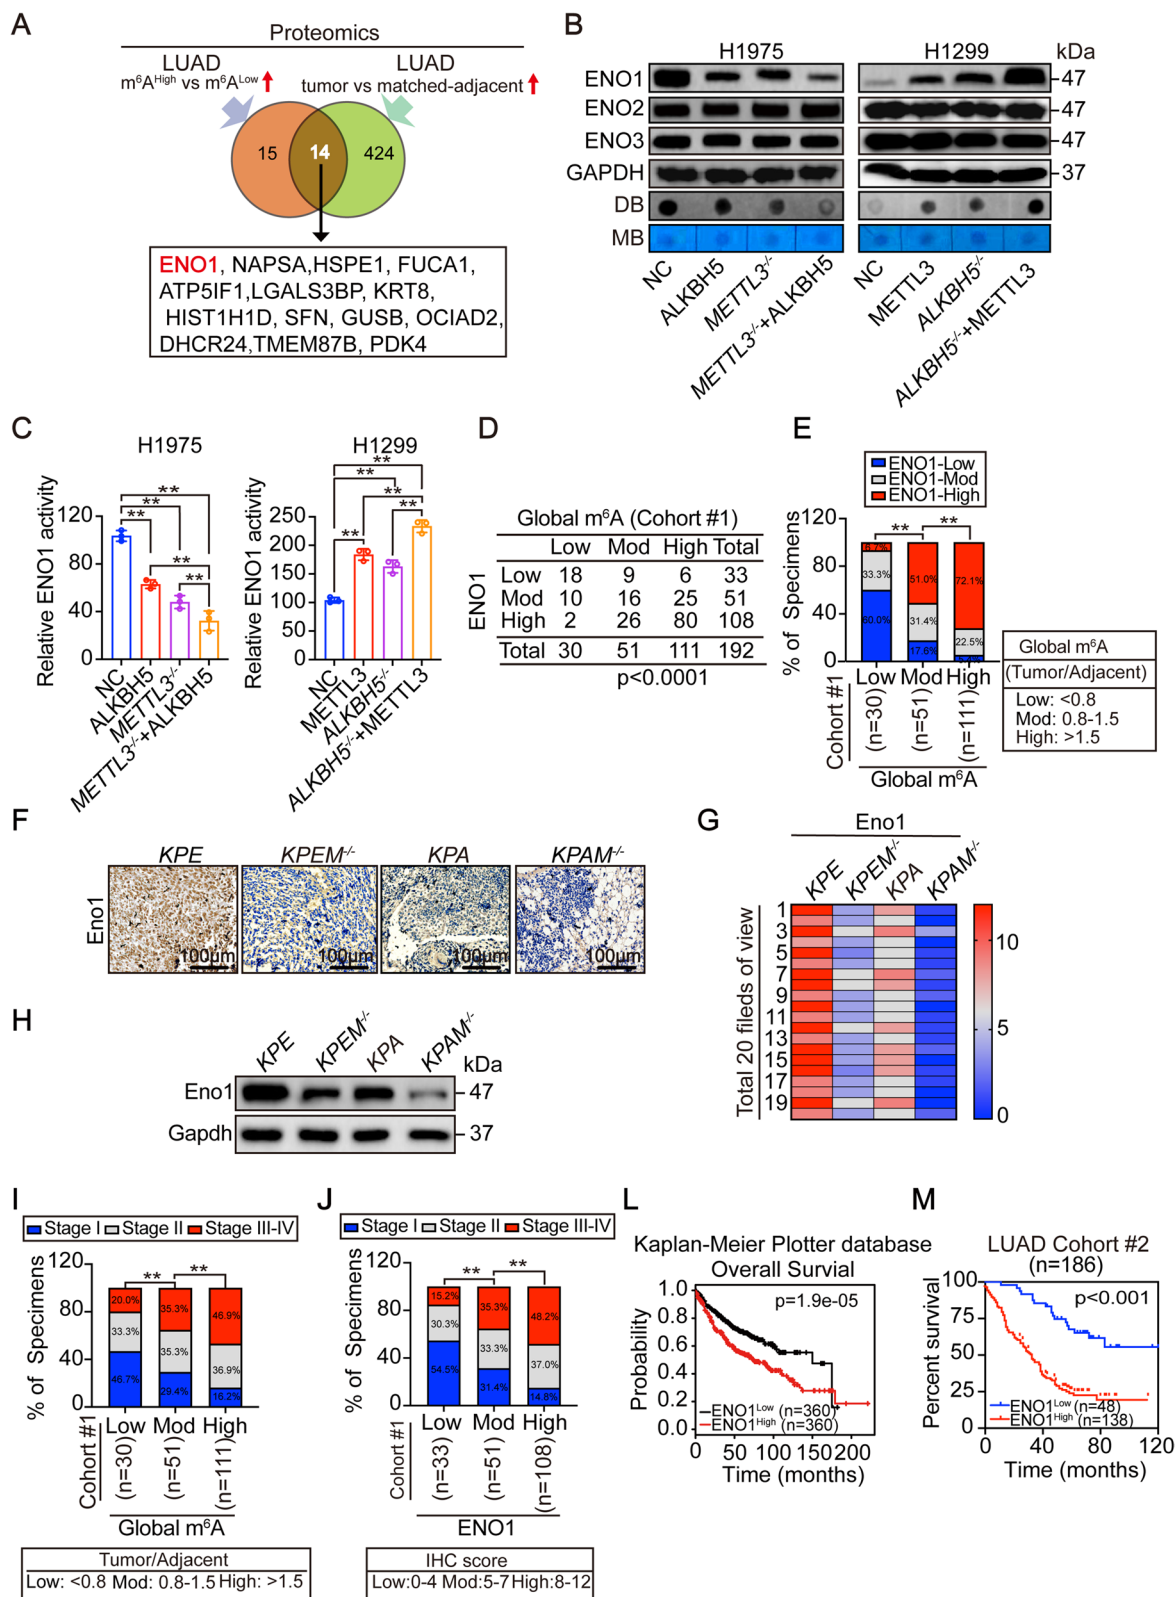 A
Proteomics
LUAD
m⁶A^High vs m⁶A^Low
LUAD
tumor vs matched-adjacent
15
14
424
ENO1, NAPSA,HSPE1, FUCA1,
ATP5IF1,LGALS3BP, KRT8,
HIST1H1D, SFN, GUSB, OCIAD2,
DHCR24,TMEM87B, PDK4
B
H1975
H1299
kDa
ENO1
47
ENO2
47
ENO3
47
GAPDH
37
DB
MB
NC
ALKBH5
METTL3-/-
METTL3-/-+ALKBH5
NC
METTL3
ALKBH5-/-
ALKBH5-/-+METTL3
C
H1975
Relative ENO1 activity
120
80
40
0
**
**
**
**
**
NC
ALKBH5
METTL3-/-
METTL3-/-+ALKBH5
H1299
Relative ENO1 activity
250
200
150
100
50
0
**
**
**
**
**
NC
METTL3
ALKBH5-/-
ALKBH5-/-+METTL3
D
Global m⁶A (Cohort #1)
Low Mod High Total
ENO1
Low 18 9 6 33
Mod 10 16 25 51
High 2 26 80 108
Total 30 51 111 192
p<0.0001
E
ENO1-Low
ENO1-Mod
ENO1-High
% of Specimens
120
80
40
0
**
**
6.7%
33.3%
60.0%
51.0%
31.4%
17.6%
72.1%
22.5%
Low Mod High
Cohort #1
(n=30)
(n=51)
(n=111)
Global m⁶A
Global m⁶A
(Tumor/Adjacent)
Low: <0.8
Mod: 0.8-1.5
High: >1.5
F
KPE
KPEM-/-
KPA
KPAM-/-
Eno1
100μm
100μm
100μm
100μm
G
Eno1
KPE
KPEM-/-
KPA
KPAM-/-
Total 20 fileds of view
1
3
5
7
9
11
13
15
17
19
10
5
0
H
KPE
KPEM-/-
KPA
KPAM-/-
kDa
Eno1
47
Gapdh
37
I
Stage I Stage II Stage III-IV
% of Specimens
120
80
40
0
**
**
20.0%
33.3%
46.7%
35.3%
35.3%
29.4%
46.9%
36.9%
16.2%
Low Mod High
Cohort #1
(n=30)
(n=51)
(n=111)
Global m⁶A
Tumor/Adjacent
Low: <0.8 Mod: 0.8-1.5 High: >1.5
J
Stage I Stage II Stage III-IV
% of Specimens
120
80
40
0
**
**
15.2%
30.3%
54.5%
35.3%
33.3%
31.4%
48.2%
37.0%
14.8%
Low Mod High
Cohort #1
(n=33)
(n=51)
(n=108)
ENO1
IHC score
Low:0-4 Mod:5-7 High:8-12
L
Kaplan-Meier Plotter database
Overall Survial
p=1.9e-05
Probability
1.0
0.8
0.6
0.4
0.2
0
ENO1^Low (n=360)
ENO1^High (n=360)
0 50 100 150 200
Time (months)
M
LUAD Cohort #2
(n=186)
p<0.001
Percent survival
100
75
50
25
0
ENO1^Low (n=48)
ENO1^High (n=138)
0 40 80 120
Time (months)